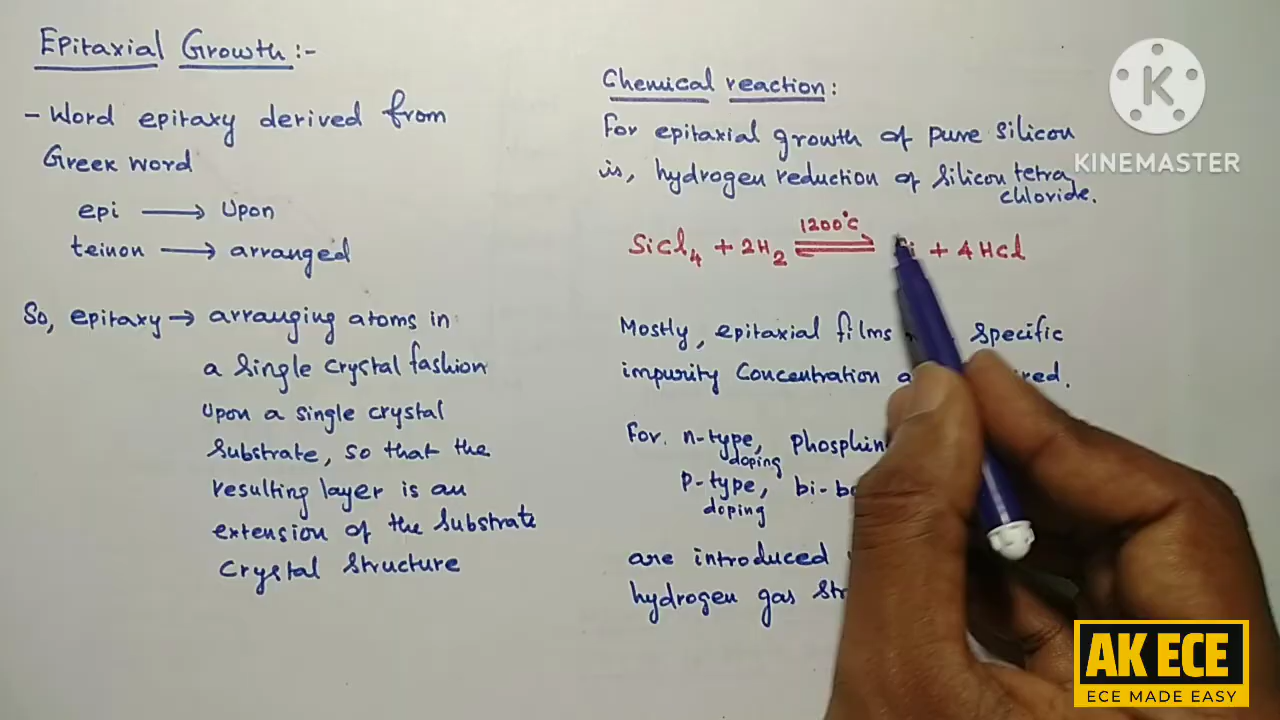 Epitaxial Growth :-
- Word epitaxy derived from
Greek word
epi → Upon
teinon → arranged
So, epitaxy → arranging atoms in
a single crystal fashion
Upon a single crystal
Substrate, so that the
resulting layer is an
extension of the substrate
Crystal structure
Chemical reaction:
For epitaxial growth of pure silicon
is, hydrogen reduction of silicon tetra
chloride.
1200°C
SiCl4 + 2H2 ⇌ Si + 4HCl
Mostly, epitaxial films specific
impurity Concentration
For n-type,
doping
p-type,
doping
are introduced
hydrogen gas
K
KINEMASTER
AK ECE
ECE MADE EASY